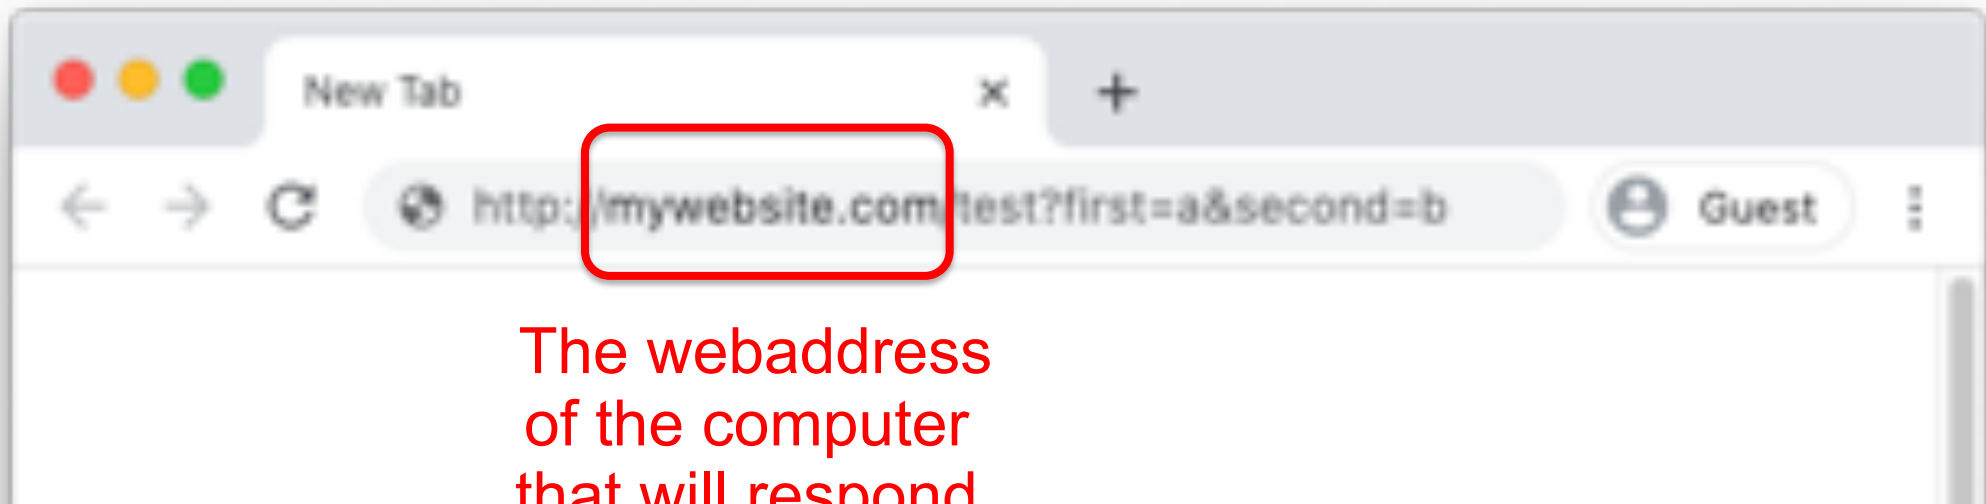 New Tab
http://mywebsite.com/test?first=a&second=b
Guest
The webaddress
of the computer
that will respond